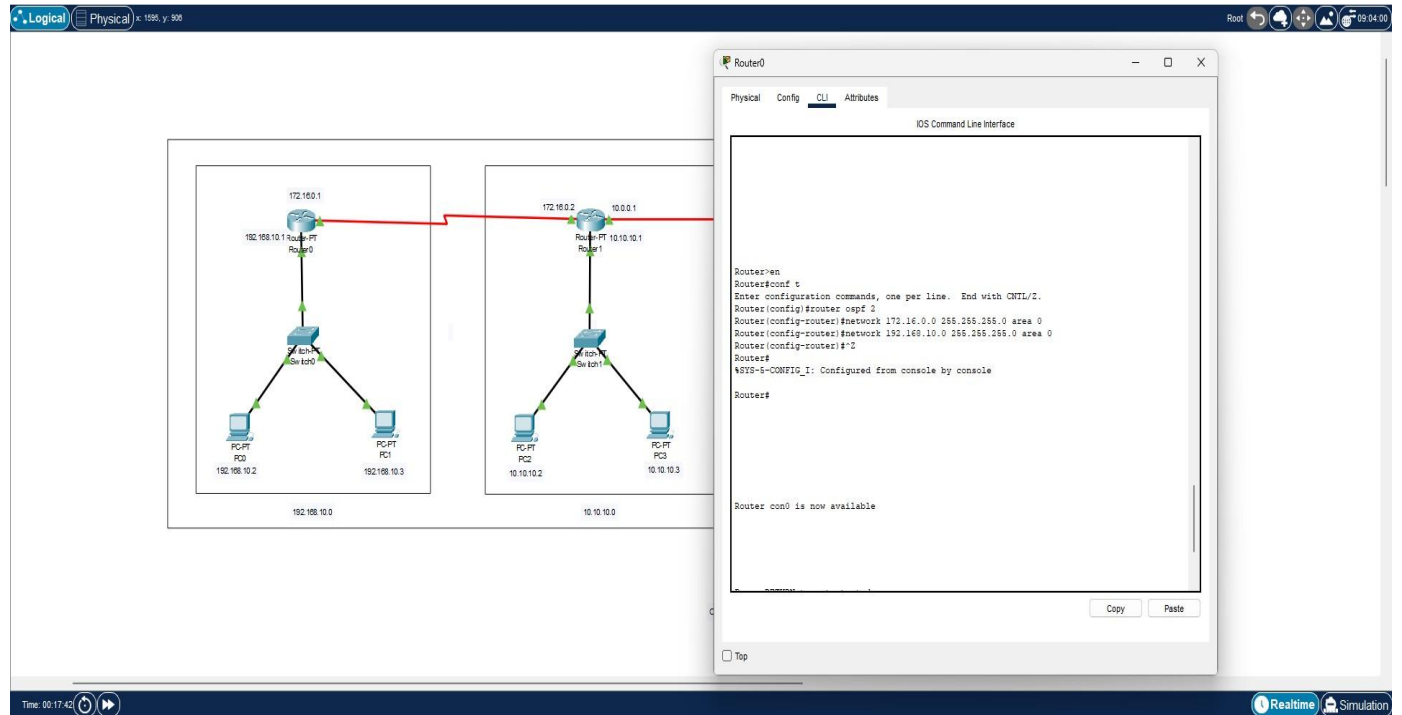 Logical Physical x: 1595, y: 906
Root 09:04:00
Router0
Physical Config CLI Attributes
IOS Command Line Interface
172.16.0.1
192.168.10.1 Router-PT
Router0
172.16.0.2 10.0.0.1
Router-PT 10.10.10.1
Router1
Switch-PT
Switch0
Switch-PT
Switch1
PC-PT
PC0
192.168.10.2
PC-PT
PC1
192.168.10.3
PC-PT
PC2
10.10.10.2
PC-PT
PC3
10.10.10.3
192.168.10.0
10.10.10.0
Router>en
Router#conf t
Enter configuration commands, one per line. End with CNTL/Z.
Router(config)#router ospf 2
Router(config-router)#network 172.16.0.0 255.255.255.0 area 0
Router(config-router)#network 192.168.10.0 255.255.255.0 area 0
Router(config-router)#^Z
Router#
%SYS-5-CONFIG_I: Configured from console by console
Router#
Router con0 is now available
Copy Paste
Top
Time: 00:17:42
Realtime Simulation